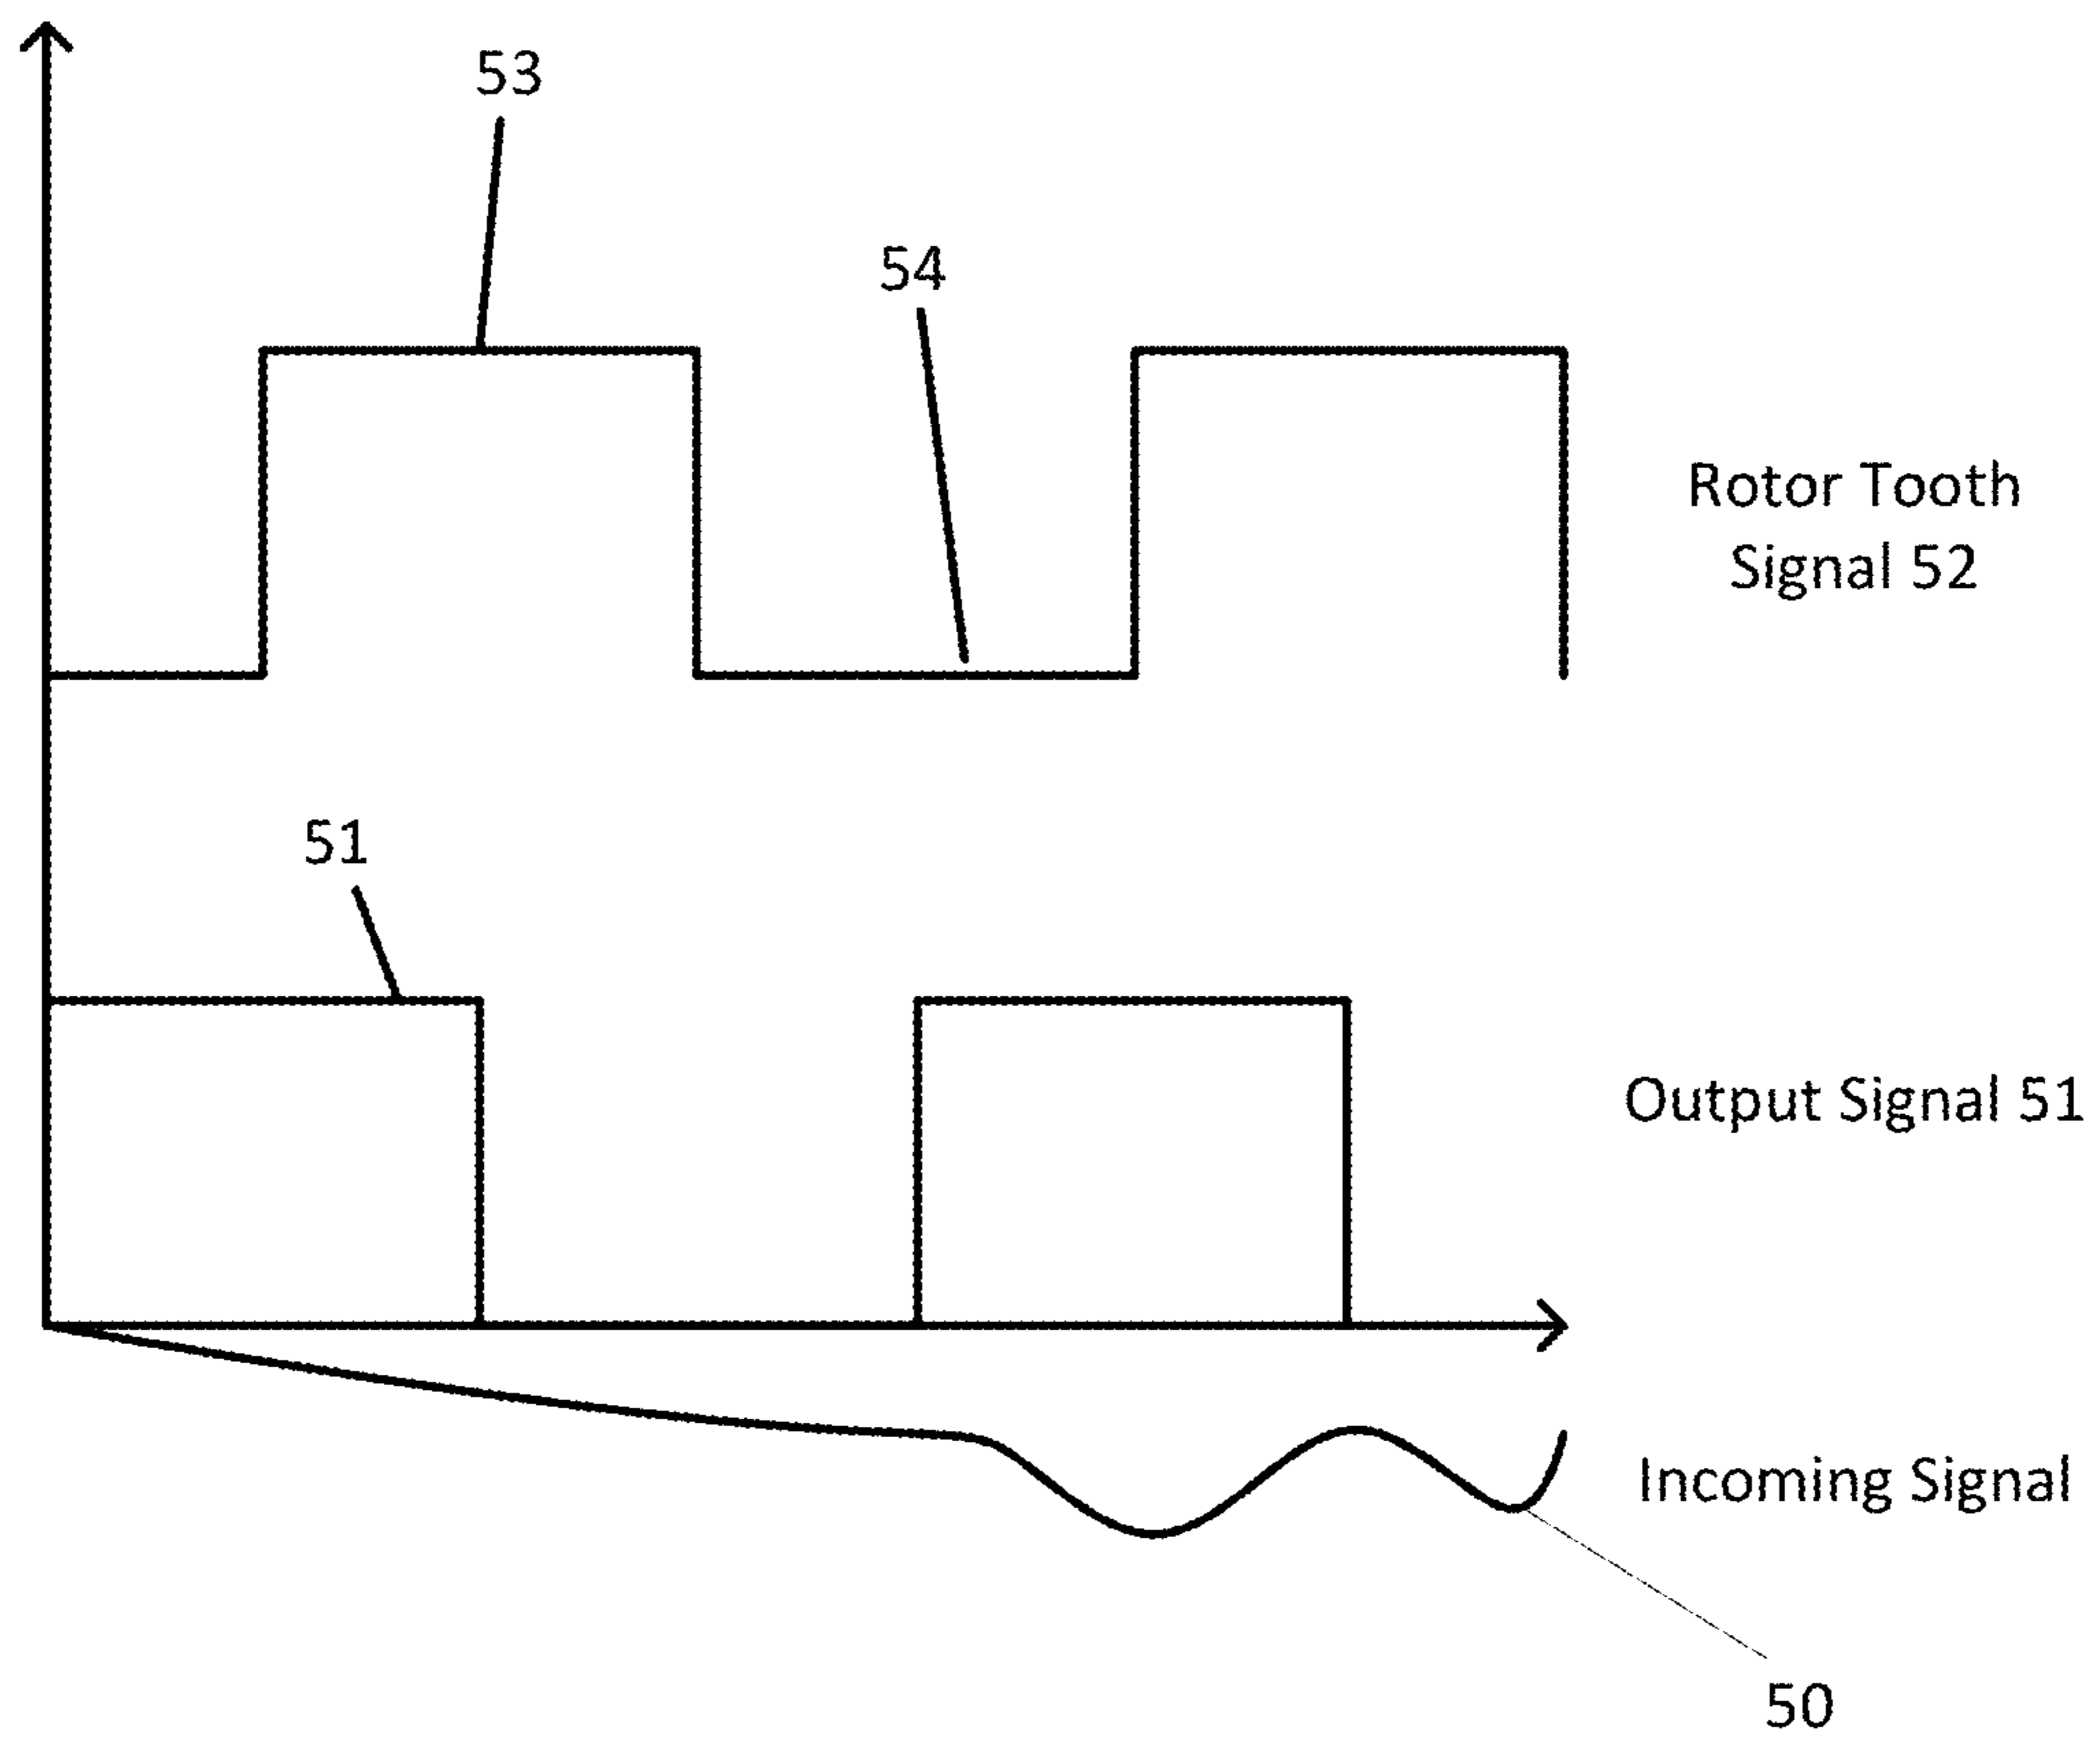 53
54
Rotor Tooth
Signal 52
51
Output Signal 51
Incoming Signal
50